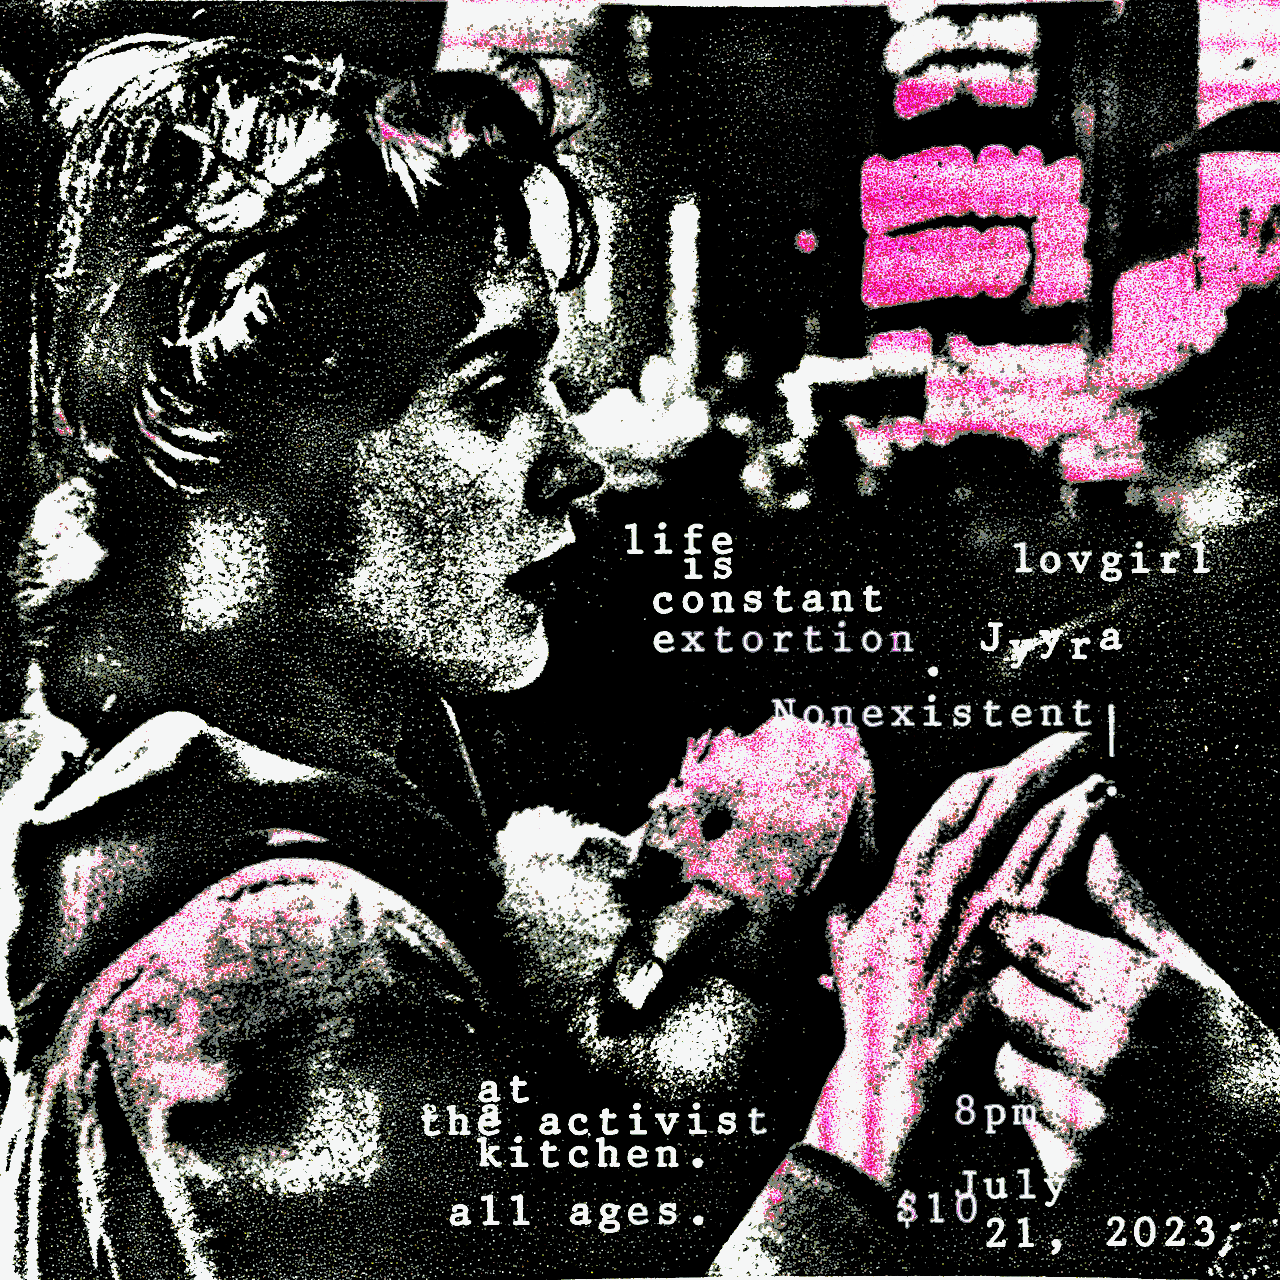 life
is
constant
extortion.
lovgirl
Jyyra
Nonexistent
at
the activist
kitchen.
all ages.
8pm
July
$10
21, 2023